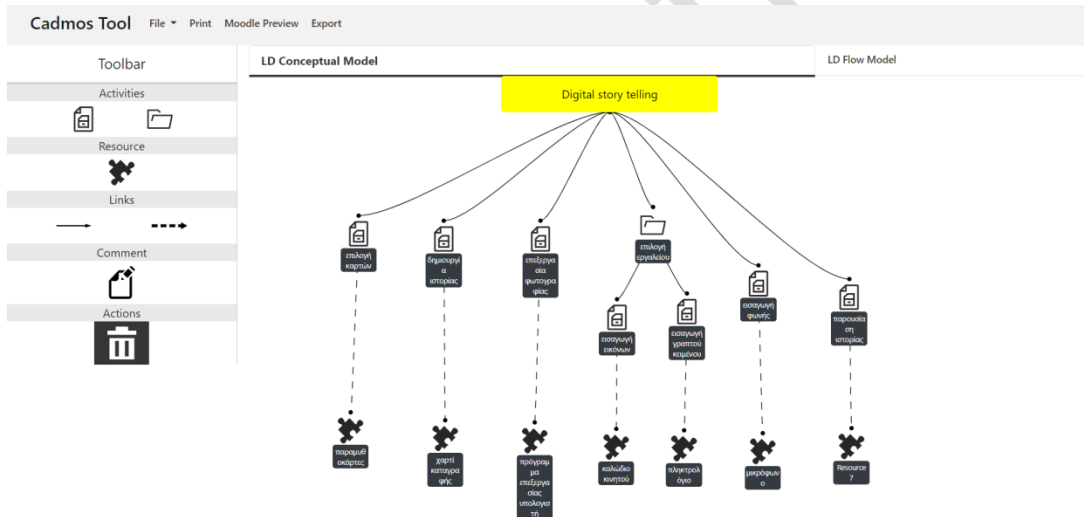 Cadmos Tool File Print Moodle Preview Export
Toolbar
LD Conceptual Model
LD Flow Model
Activities
Resource
Links
Comment
Actions
Digital story telling
επιλογή
καρτών
δημιουργί
α
ιστορίας
επεξεργα
σία
φωτογρα
φίας
επιλογή
εργαλείου
εισαγωγή
εικόνων
εισαγωγή
γραπτού
κειμένου
εισαγωγή
φωνής
παρουσία
ση
ιστορίας
παραμυθ
οκάρτες
χαρτί
καταγρα
φής
πρόγραμ
μα
επεξεργα
σίας
υπολογισ
τή
καλώδιο
κινητού
πληκτρολ
όγιο
μικρόφων
ο
Resource
7